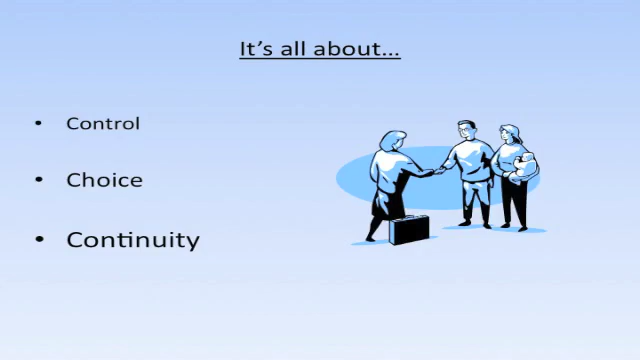 It's all about...
• Control
• Choice
• Continuity